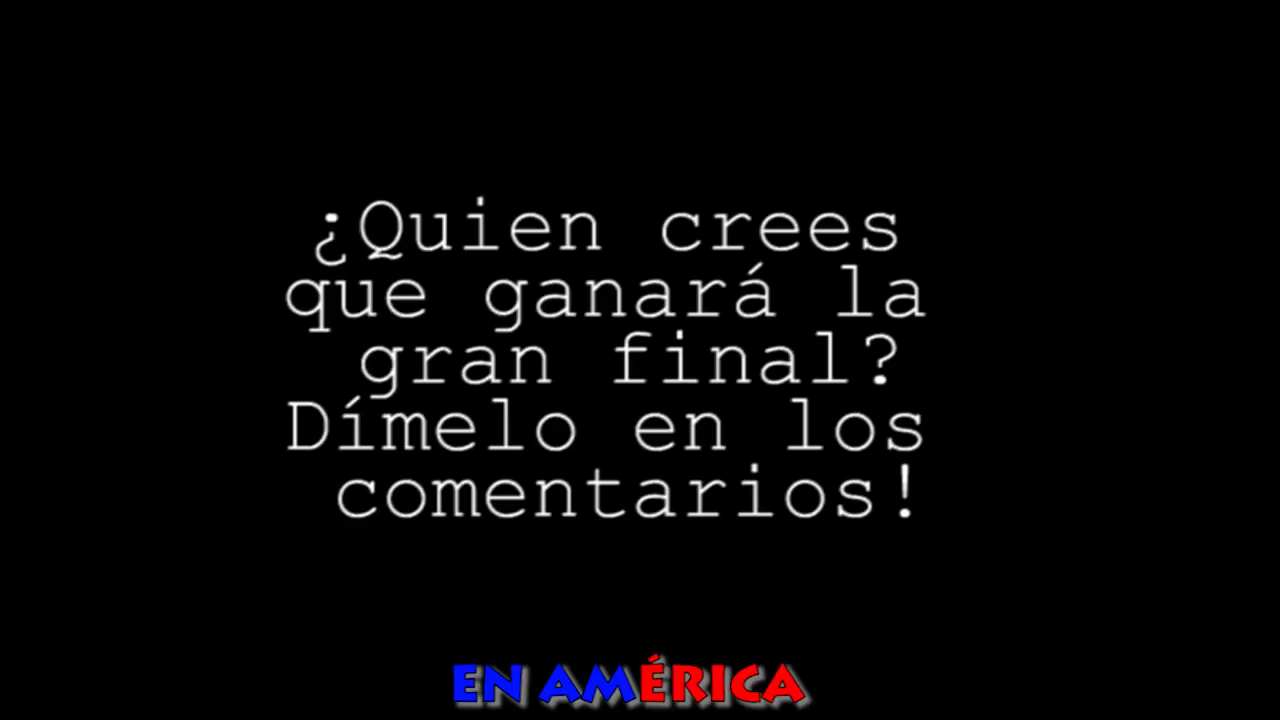 ¿Quien crees
que ganará la
gran final?
Dímelo en los
comentarios!
EN AMÉRICA